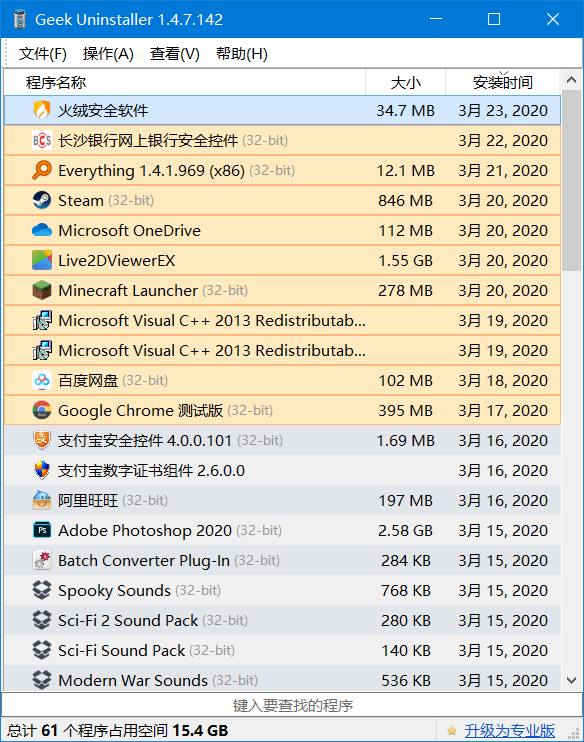 Geek Uninstaller 1.4.7.142
文件(F) 操作(A) 查看(V) 帮助(H)
程序名称 大小 安装时间
火绒安全软件 34.7 MB 3月 23, 2020
BCS 长沙银行网上银行安全控件 (32-bit) 3月 22, 2020
Everything 1.4.1.969 (x86) (32-bit) 12.1 MB 3月 21, 2020
Steam (32-bit) 846 MB 3月 20, 2020
Microsoft OneDrive 112 MB 3月 20, 2020
Live2DViewerEX 1.55 GB 3月 20, 2020
Minecraft Launcher (32-bit) 278 MB 3月 20, 2020
Microsoft Visual C++ 2013 Redistributab... 3月 19, 2020
Microsoft Visual C++ 2013 Redistributab... 3月 19, 2020
百度网盘 (32-bit) 102 MB 3月 18, 2020
Google Chrome 测试版 (32-bit) 395 MB 3月 17, 2020
支付宝安全控件 4.0.0.101 (32-bit) 1.69 MB 3月 16, 2020
支付宝数字证书组件 2.6.0.0 3月 16, 2020
阿里旺旺 (32-bit) 197 MB 3月 16, 2020
Ps Adobe Photoshop 2020 (32-bit) 2.58 GB 3月 15, 2020
Batch Converter Plug-In (32-bit) 284 KB 3月 15, 2020
Spooky Sounds (32-bit) 768 KB 3月 15, 2020
Sci-Fi 2 Sound Pack (32-bit) 280 KB 3月 15, 2020
Sci-Fi Sound Pack (32-bit) 140 KB 3月 15, 2020
Modern War Sounds (32-bit) 536 KB 3月 15, 2020
键入要查找的程序
总计 61 个程序占用空间 15.4 GB 升级为专业版